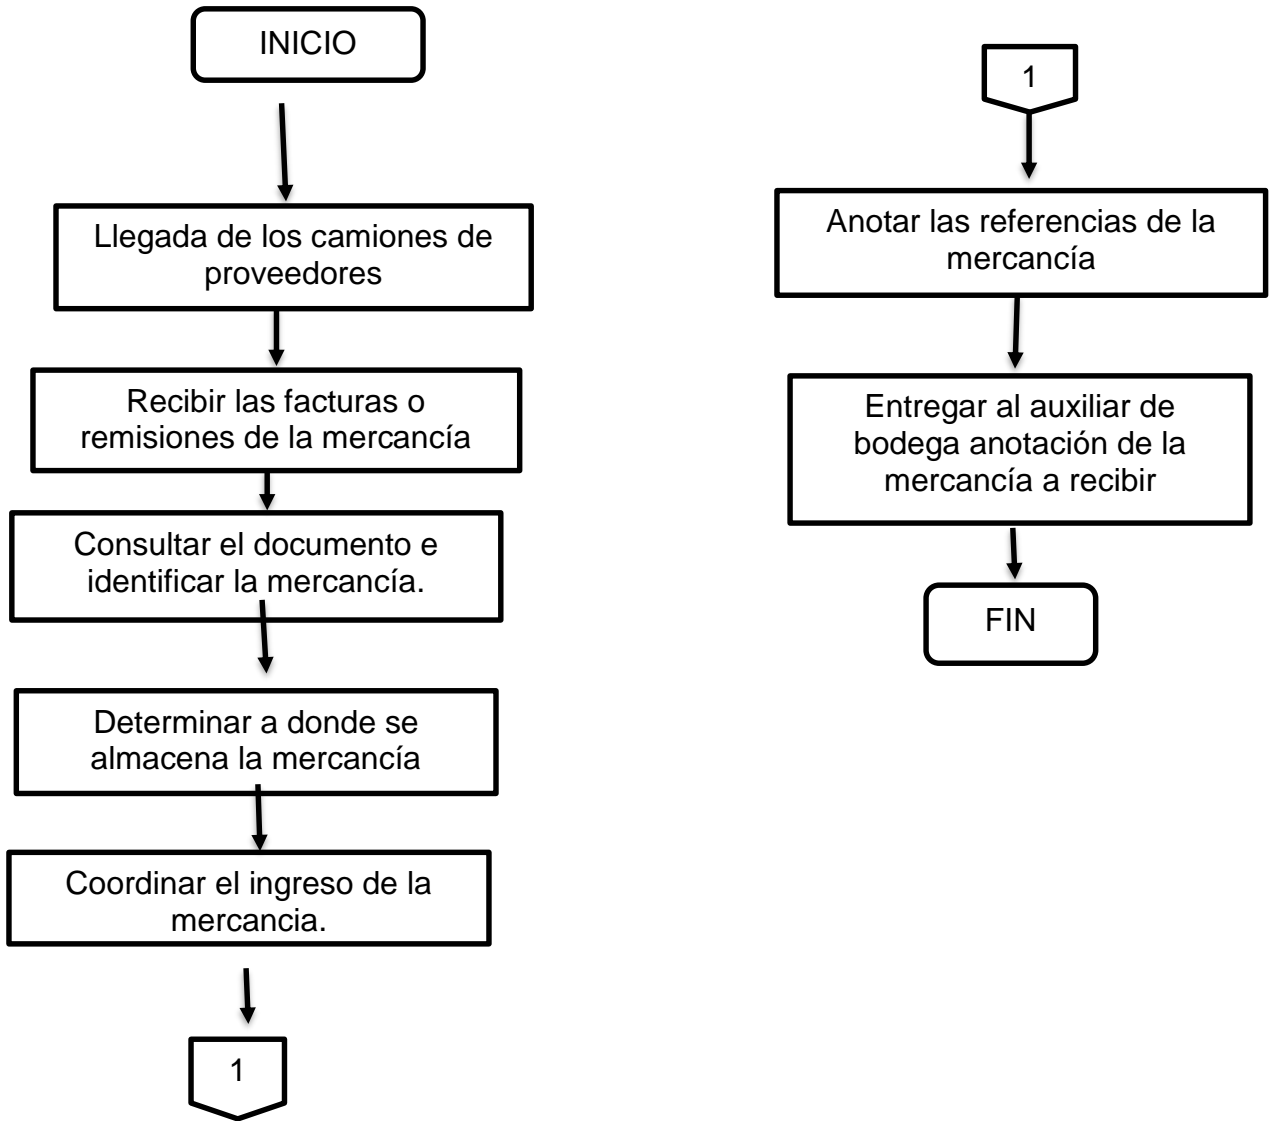 INICIO
Llegada de los camiones de
proveedores
Recibir las facturas o
remisiones de la mercancía
Consultar el documento e
identificar la mercancía.
Determinar a donde se
almacena la mercancía
Coordinar el ingreso de la
mercancia.
1
1
Anotar las referencias de la
mercancía
Entregar al auxiliar de
bodega anotación de la
mercancía a recibir
FIN